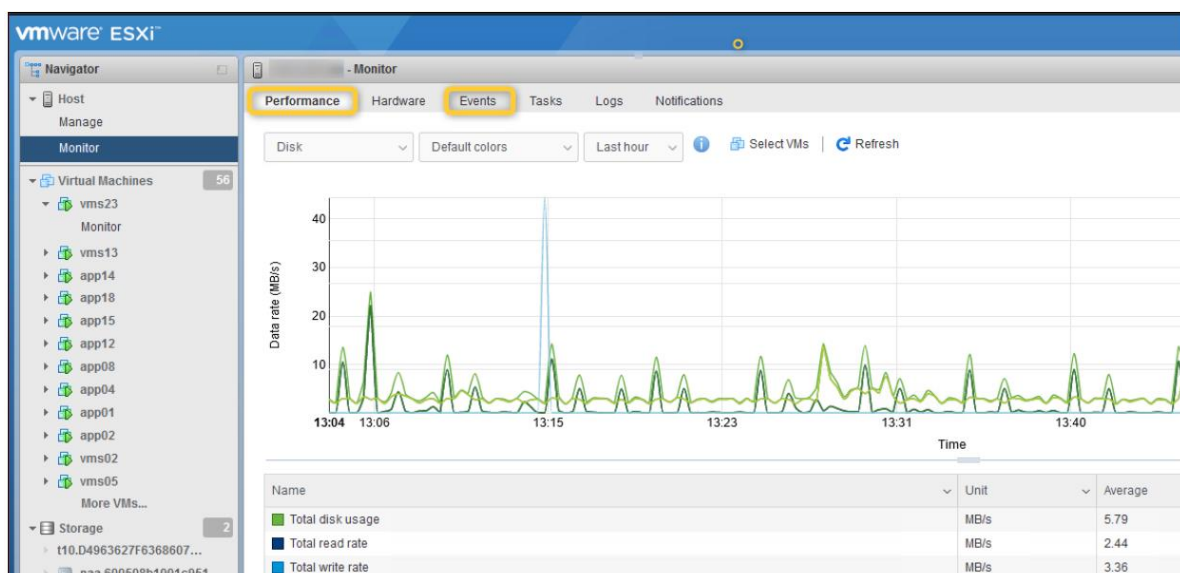 vmware ESXi™
Navigator
- Monitor
Host
Manage
Monitor
Performance Hardware Events Tasks Logs Notifications
Disk Default colors Last hour Select VMs Refresh
Virtual Machines 56
vms23
Monitor
vms13
app14
app18
app15
app12
app08
app04
app01
app02
vms02
vms05
More VMs...
Storage 2
t10.D4963627F6368607...
Data rate (MB/s)
40
30
20
10
13:04 13:06 13:15 13:23 13:31 13:40
Time
Name Unit Average
Total disk usage MB/s 5.79
Total read rate MB/s 2.44
Total write rate MB/s 3.36